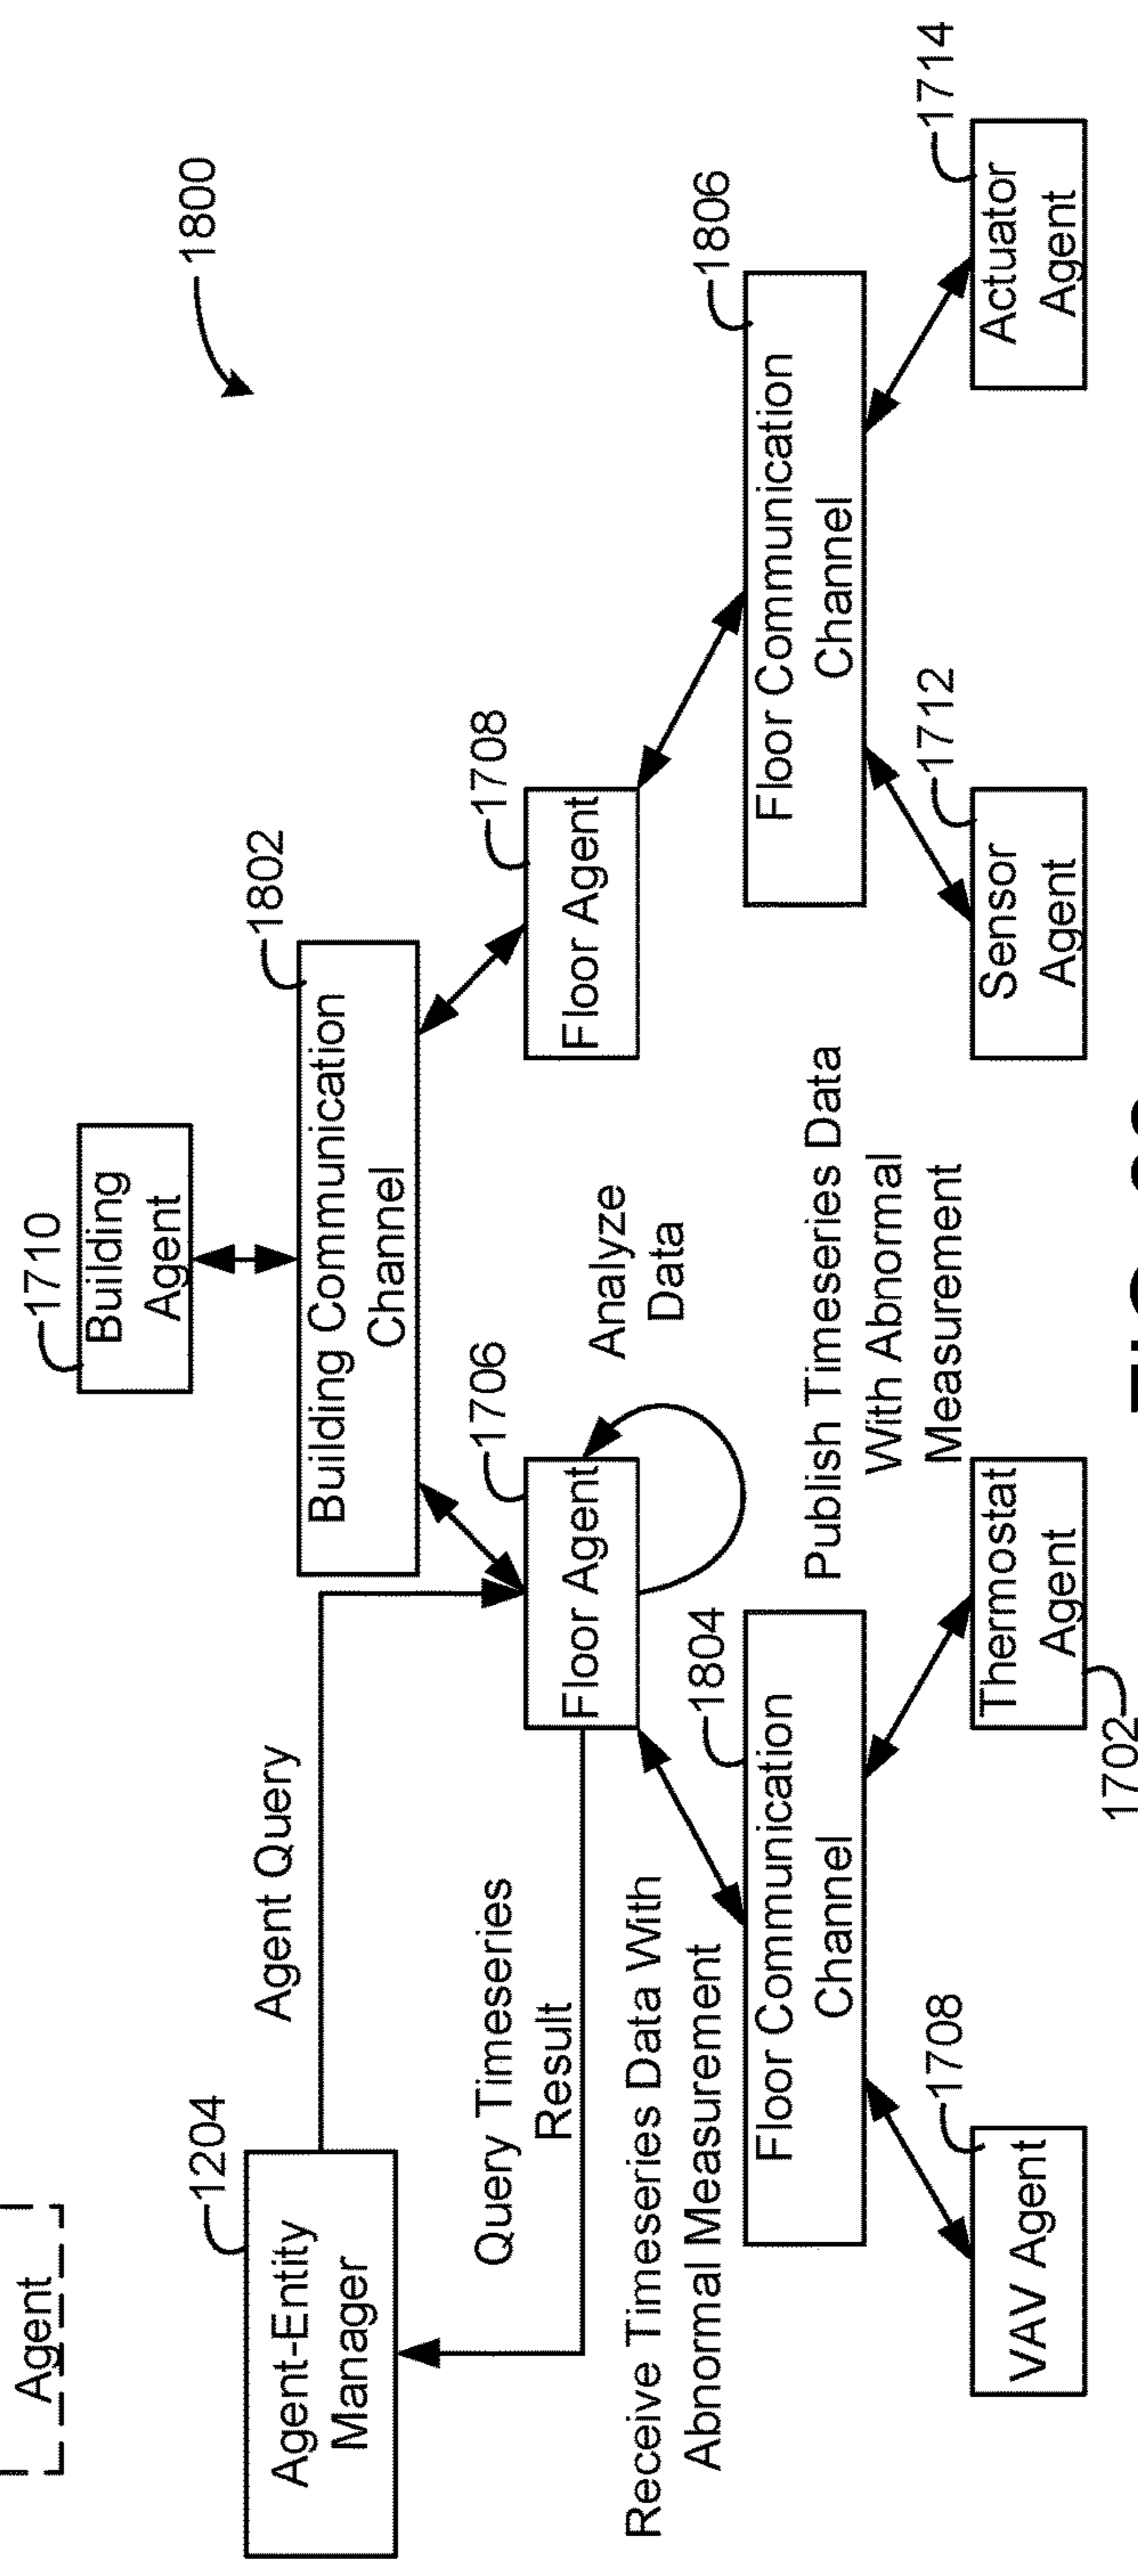 Agent
1710
Building
Agent
1800
1204
Agent-Entity
Manager
Agent Query
1802
Building Communication
Channel
Query Timeseries
Result
1706
Floor Agent
1708
Floor Agent
Analyze
Data
Receive Timeseries Data With
Abnormal Measurement
1804
Floor Communication
Channel
Publish Timeseries Data
With Abnormal
Measurement
1806
Floor Communication
Channel
1708
VAV Agent
Thermostat
Agent
1702
1712
Sensor
Agent
1714
Actuator
Agent